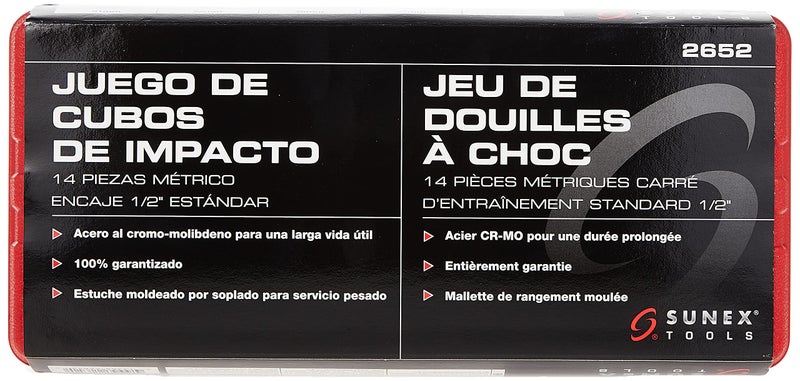 2652
JUEGO DE
CUBOS
DE IMPACTO
14 PIEZAS MÉTRICO
ENCAJE 1/2" ESTÁNDAR
Acero al cromo-molibdeno para una larga vida útil
100% garantizado
Estuche moldeado por soplado para servicio pesado
JEU DE
DOUILLES
À CHOC
14 PIÈCES MÉTRIQUES CARRÉ
D'ENTRAÎNEMENT STANDARD 1/2"
Acier CR-MO pour une durée prolongée
Entièrement garantie
Mallette de rangement moulée
SUNEX®
TOOLS